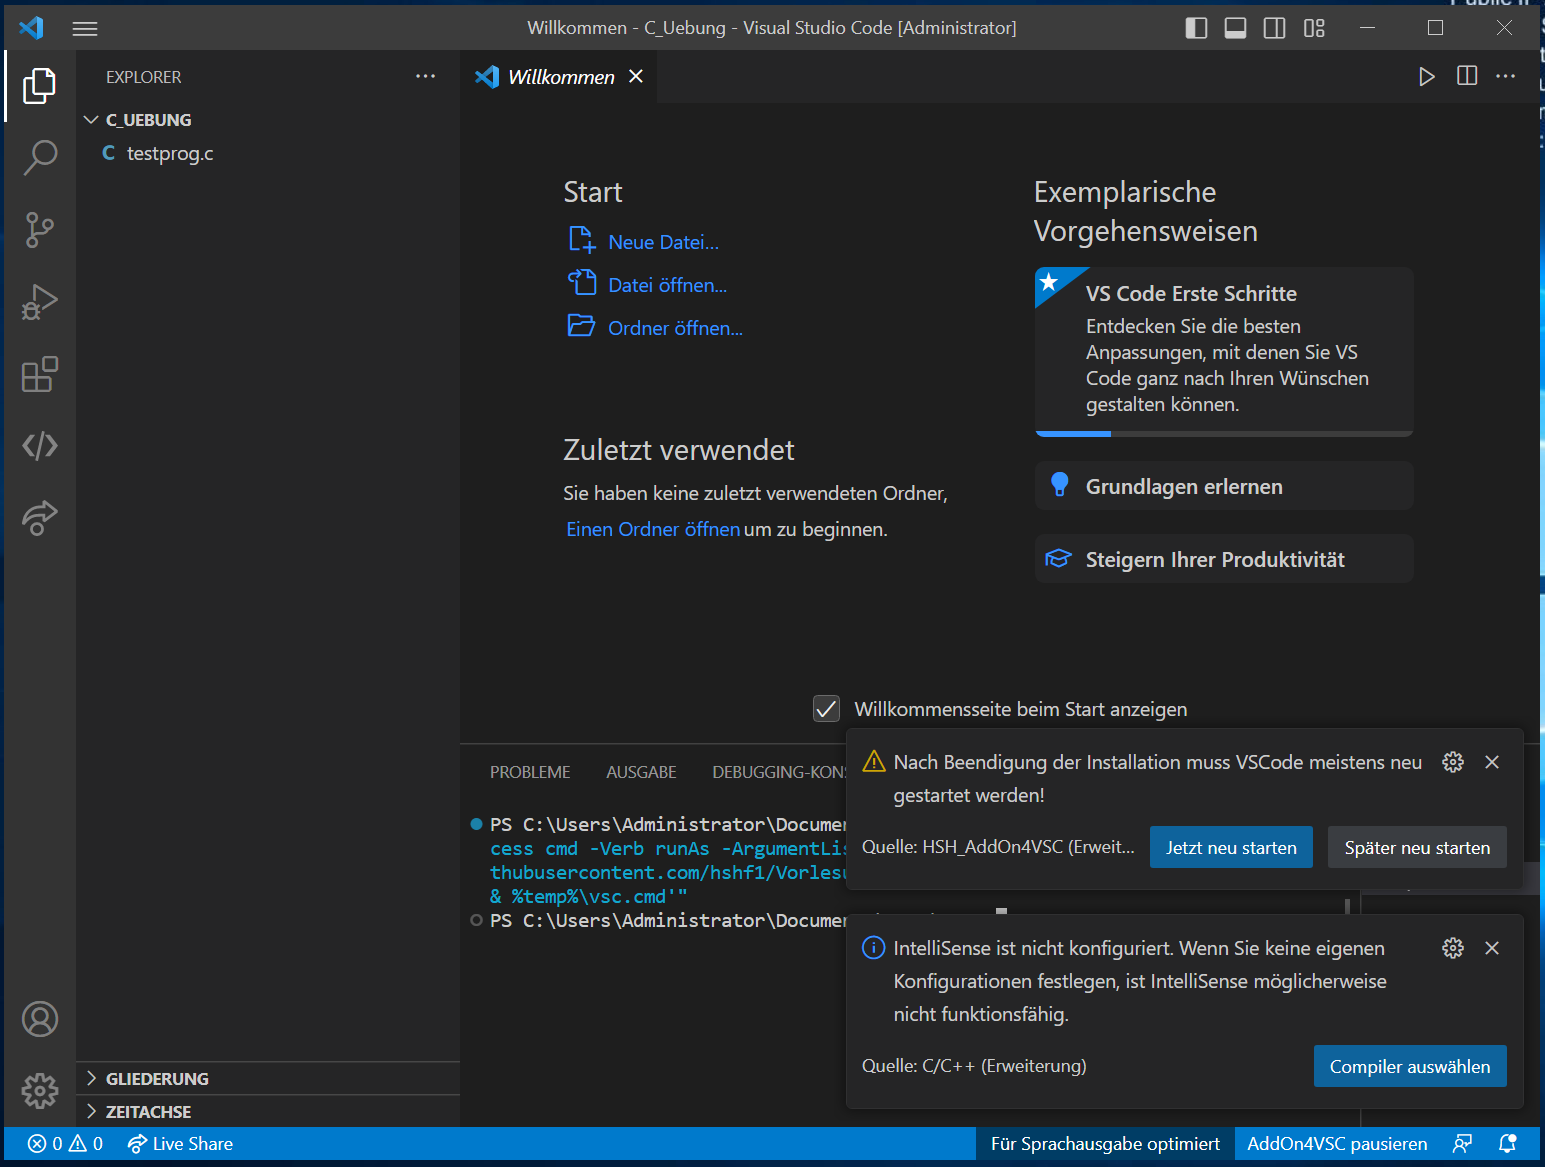 Willkommen - C_Uebung - Visual Studio Code [Administrator]
EXPLORER
Willkommen
C_UEBUNG
C testprog.c
Start
Neue Datei...
Datei öffnen...
Ordner öffnen...
Zuletzt verwendet
Sie haben keine zuletzt verwendeten Ordner,
Einen Ordner öffnen um zu beginnen.
Exemplarische
Vorgehensweisen
VS Code Erste Schritte
Entdecken Sie die besten
Anpassungen, mit denen Sie VS
Code ganz nach Ihren Wünschen
gestalten können.
Grundlagen erlernen
Steigern Ihrer Produktivität
Willkommensseite beim Start anzeigen
PROBLEME AUSGABE DEBUGGING-KONS
PS C:\Users\Administrator\Documen
cess cmd -Verb runAs -ArgumentLis
thubusercontent.com/hshf1/Vorlesu
& %temp%\vsc.cmd'"
PS C:\Users\Administrator\Documen
Nach Beendigung der Installation muss VSCode meistens neu
gestartet werden!
Quelle: HSH_AddOn4VSC (Erweit...
Jetzt neu starten
Später neu starten
IntelliSense ist nicht konfiguriert. Wenn Sie keine eigenen
Konfigurationen festlegen, ist IntelliSense möglicherweise
nicht funktionsfähig.
Quelle: C/C++ (Erweiterung)
Compiler auswählen
GLIEDERUNG
ZEITACHSE
0 0 Live Share
Für Sprachausgabe optimiert
AddOn4VSC pausieren